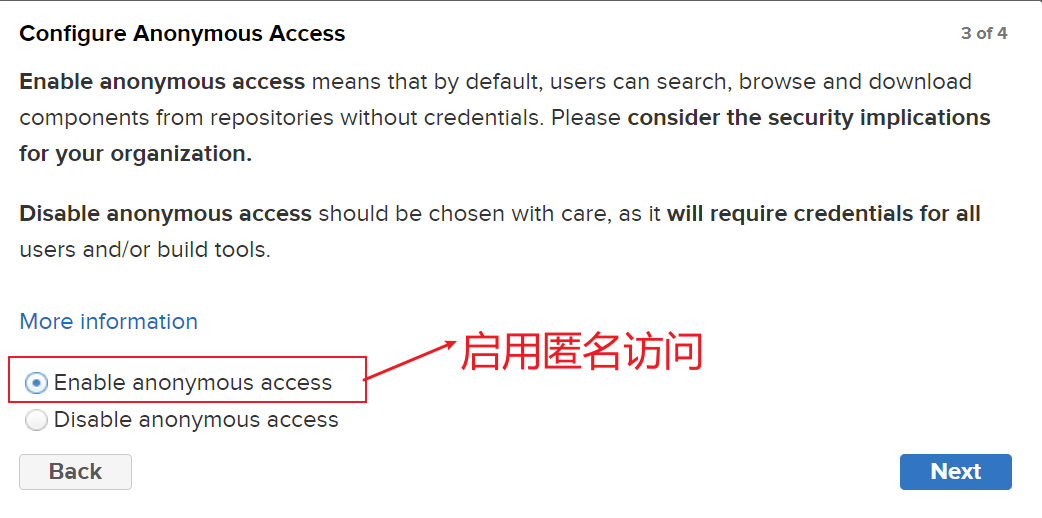 Configure Anonymous Access
3 of 4
Enable anonymous access means that by default, users can search, browse and download
components from repositories without credentials. Please consider the security implications
for your organization.
Disable anonymous access should be chosen with care, as it will require credentials for all
users and/or build tools.
More information
启用匿名访问
Enable anonymous access
Disable anonymous access
Back
Next